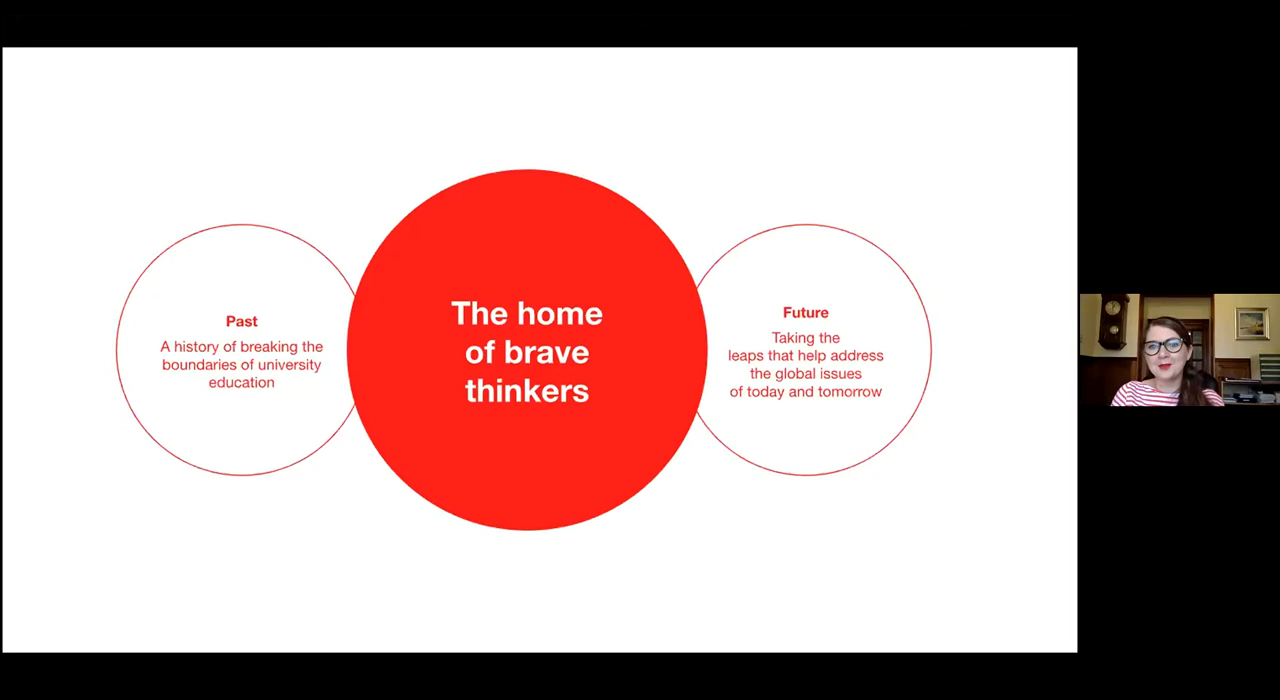 Past
A history of breaking the
boundaries of university
education
The home
of brave
thinkers
Future
Taking the
leaps that help address
the global issues
of today and tomorrow